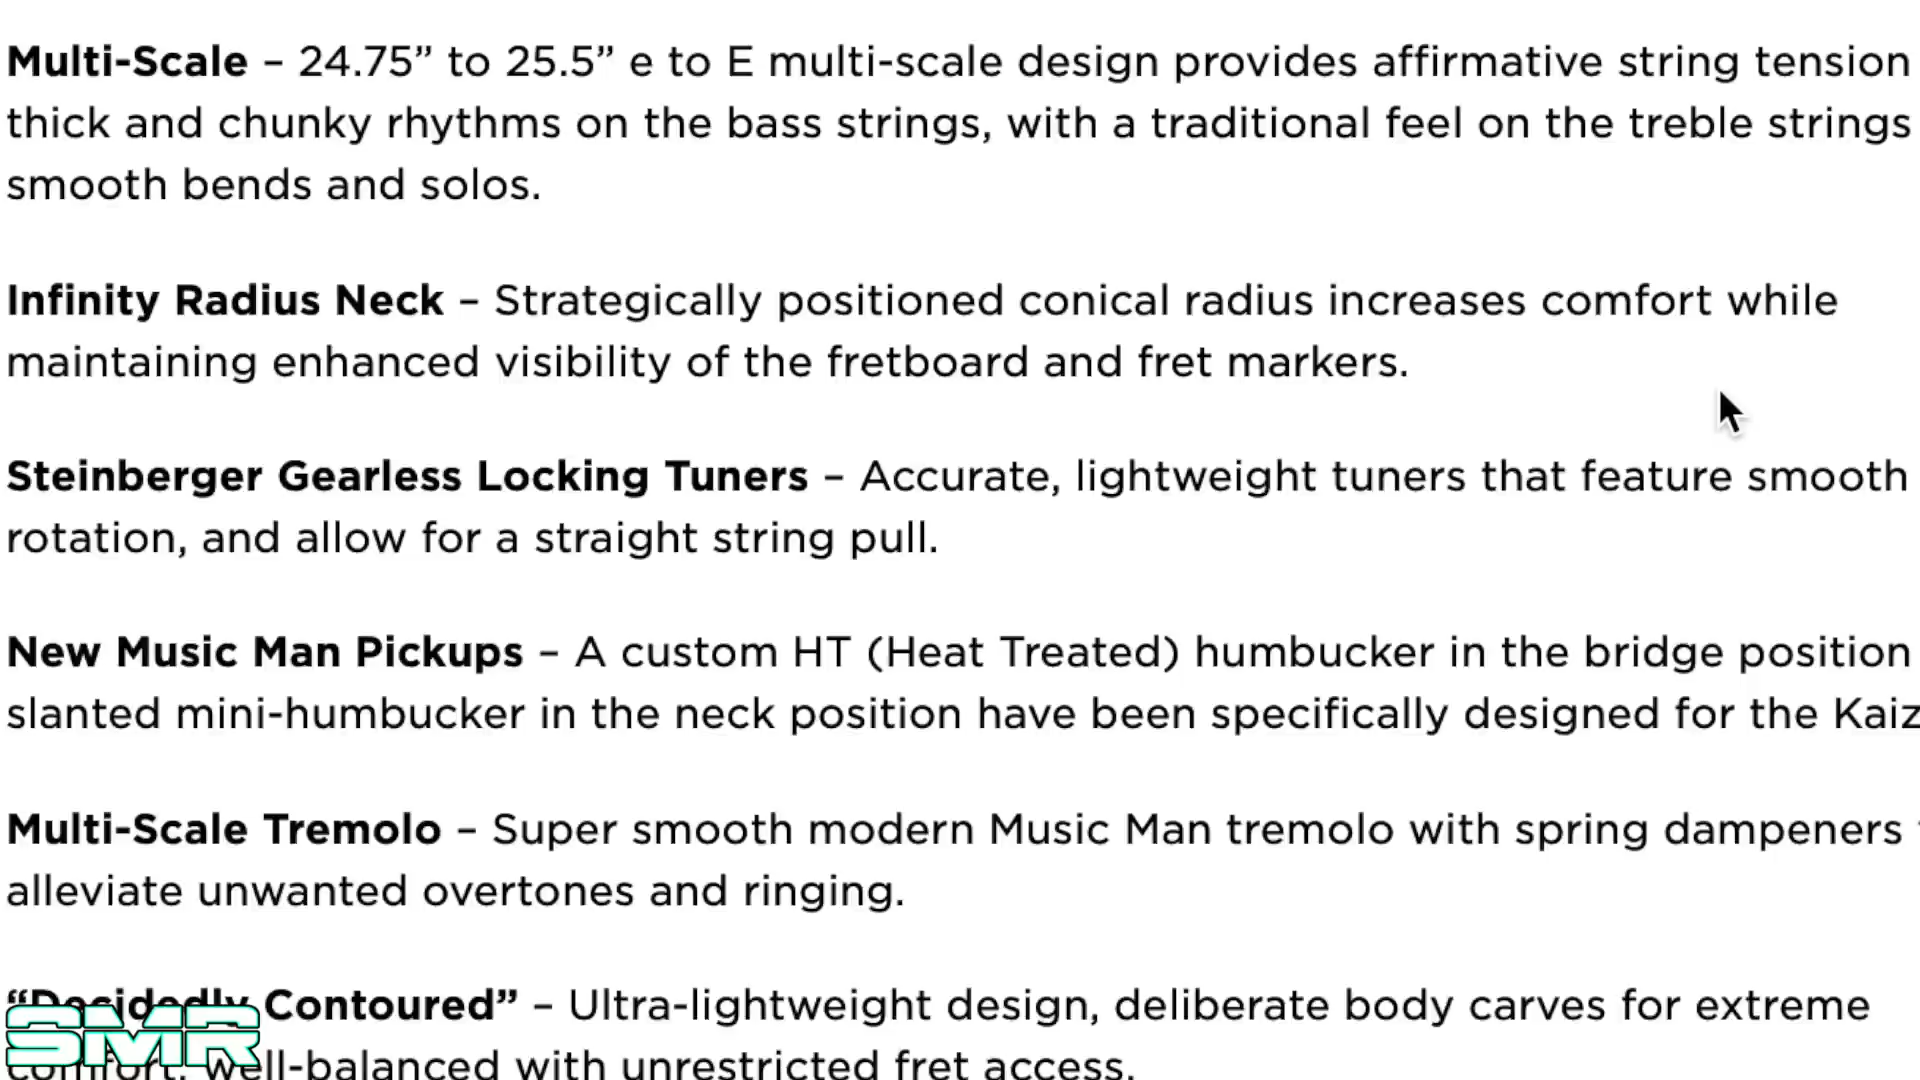 Multi-Scale – 24.75” to 25.5” e to E multi-scale design provides affirmative string tension
thick and chunky rhythms on the bass strings, with a traditional feel on the treble strings
smooth bends and solos.
Infinity Radius Neck – Strategically positioned conical radius increases comfort while
maintaining enhanced visibility of the fretboard and fret markers.
Steinberger Gearless Locking Tuners – Accurate, lightweight tuners that feature smooth
rotation, and allow for a straight string pull.
New Music Man Pickups – A custom HT (Heat Treated) humbucker in the bridge position
slanted mini-humbucker in the neck position have been specifically designed for the Kaiz
Multi-Scale Tremolo – Super smooth modern Music Man tremolo with spring dampeners
alleviate unwanted overtones and ringing.
“Decidedly Contoured” – Ultra-lightweight design, deliberate body carves for extreme
comfort, well-balanced with unrestricted fret access.
SMR